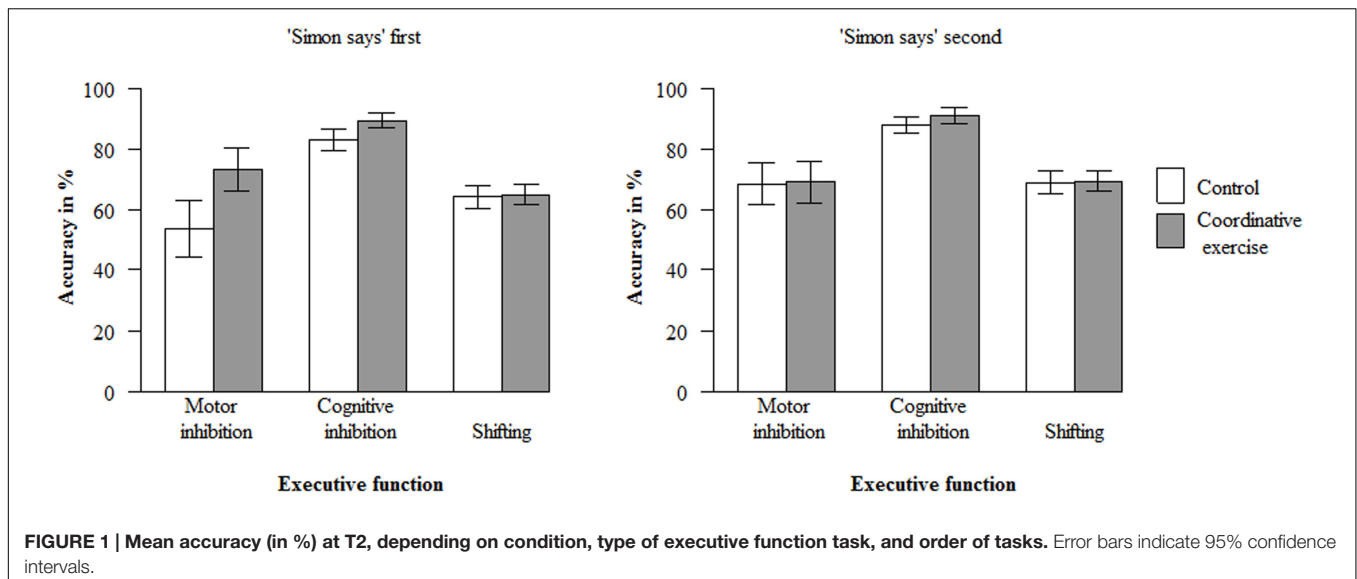 'Simon says' first
Accuracy in %
100
80
60
40
20
0
Motor
inhibition
Cognitive
inhibition
Shifting
Executive function
'Simon says' second
Accuracy in %
100
80
60
40
20
0
Motor
inhibition
Cognitive
inhibition
Shifting
Executive function
Control
Coordinative
exercise
FIGURE 1 | Mean accuracy (in %) at T2, depending on condition, type of executive function task, and order of tasks. Error bars indicate 95% confidence
intervals.